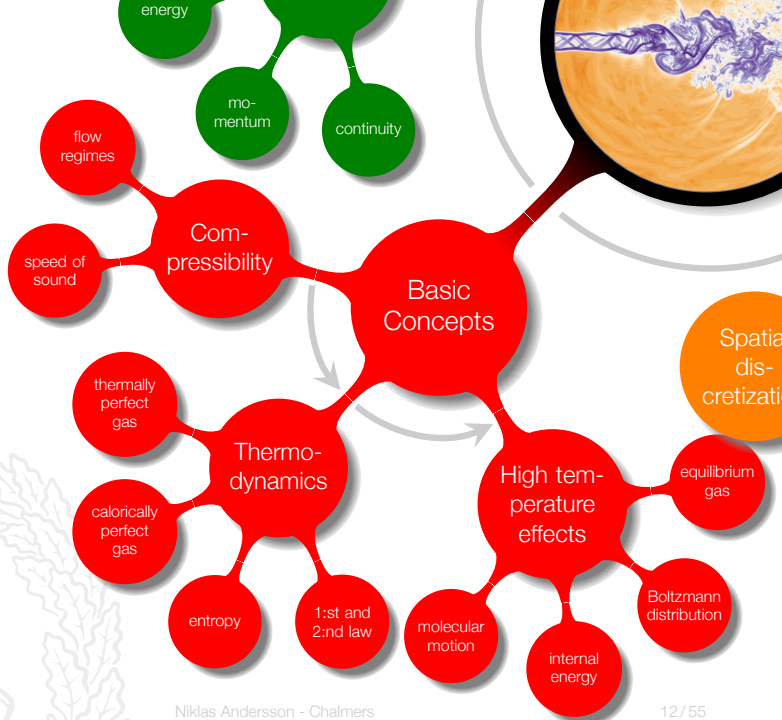 energy
mo-
mentum
continuity
flow
regimes
Com-
pressibility
speed of
sound
Basic
Concepts
Spatia
dis-
cretizati
thermally
perfect
gas
Thermo-
dynamics
calorically
perfect
gas
entropy
1:st and
2:nd law
High tem-
perature
effects
equilibrium
gas
Boltzmann
distribution
molecular
motion
internal
energy
Niklas Andersson - Chalmers
12 / 55